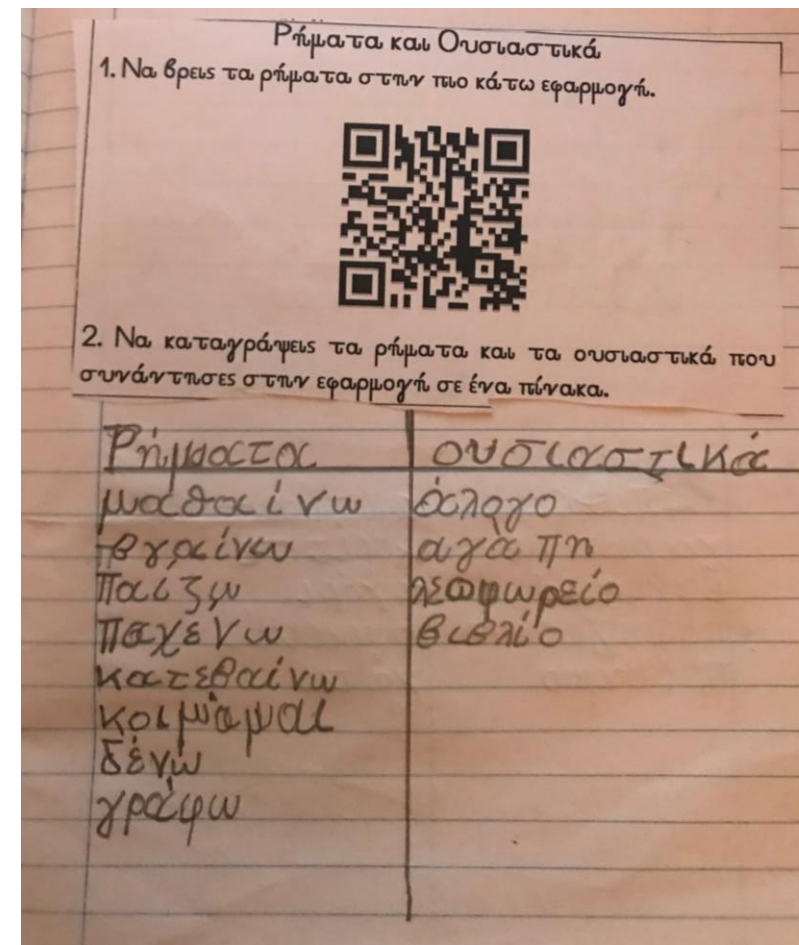 Ρήματα και Ουσιαστικά
1. Να βρεις τα ρήματα στην πιο κάτω εφαρμογή.
2. Να καταγράψεις τα ρήματα και τα ουσιαστικά που
συνάντησες στην εφαρμογή σε ένα πίνακα.
Ρήματα ουσιαστικά
μαθαίνω άλογο
βγαίνω αγάπη
παίζω λεωφωρείο
παχενω βιβλίο
κατεβαίνω
κοιμάμαι
δένω
γράφω